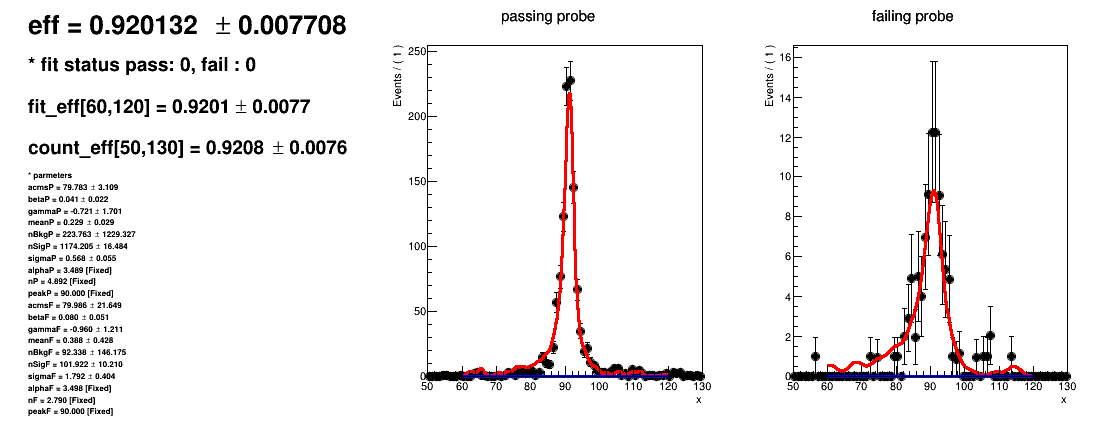 eff = 0.920132 ± 0.007708
* fit status pass: 0, fail : 0
fit_eff[60,120] = 0.9201 ± 0.0077
count_eff[50,130] = 0.9208 ± 0.0076
* parmeters
acmsP = 79.783 ± 3.109
betaP = 0.041 ± 0.022
gammaP = -0.721 ± 1.701
meanP = 0.229 ± 0.029
nBkgP = 223.763 ± 1229.327
nSigP = 1174.205 ± 16.484
sigmaP = 0.568 ± 0.055
alphaP = 3.489 [Fixed]
nP = 4.892 [Fixed]
peakP = 90.000 [Fixed]
acmsF = 79.986 ± 21.649
betaF = 0.080 ± 0.051
gammaF = -0.960 ± 1.211
meanF = 0.388 ± 0.428
nBkgF = 92.338 ± 146.175
nSigF = 101.922 ± 10.210
sigmaF = 1.792 ± 0.404
alphaF = 3.498 [Fixed]
nF = 2.790 [Fixed]
peakF = 90.000 [Fixed]
passing probe
Events / ( 1 )
250
200
150
100
50
0
50 60 70 80 90 100 110 120 130
x
failing probe
Events / ( 1 )
16
14
12
10
8
6
4
2
0
50 60 70 80 90 100 110 120 130
x